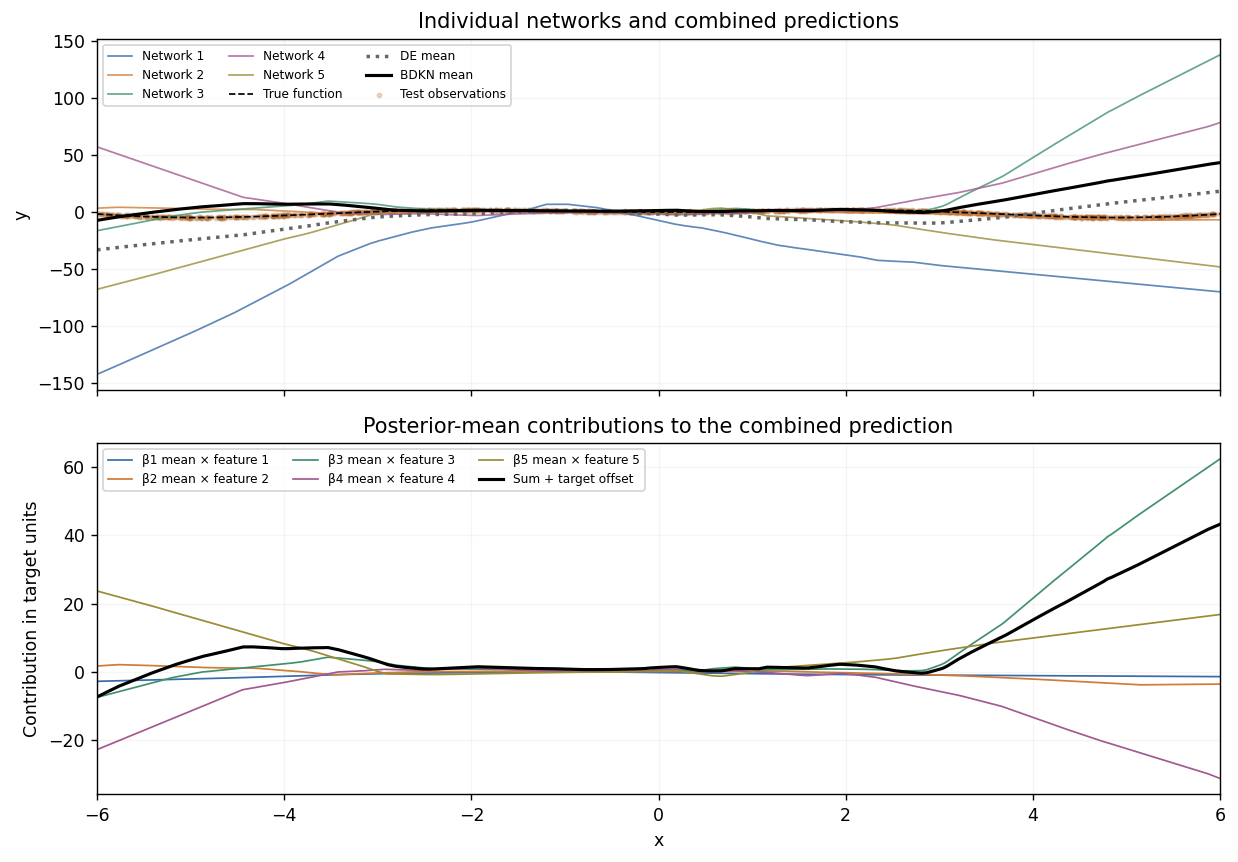 Individual networks and combined predictions
Network 1
Network 2
Network 3
Network 4
Network 5
True function
DE mean
BDKN mean
Test observations
150
100
50
0
−50
−100
−150
y
Posterior-mean contributions to the combined prediction
β1 mean × feature 1
β2 mean × feature 2
β3 mean × feature 3
β4 mean × feature 4
β5 mean × feature 5
Sum + target offset
60
40
20
0
−20
Contribution in target units
−6
−4
−2
0
2
4
6
x